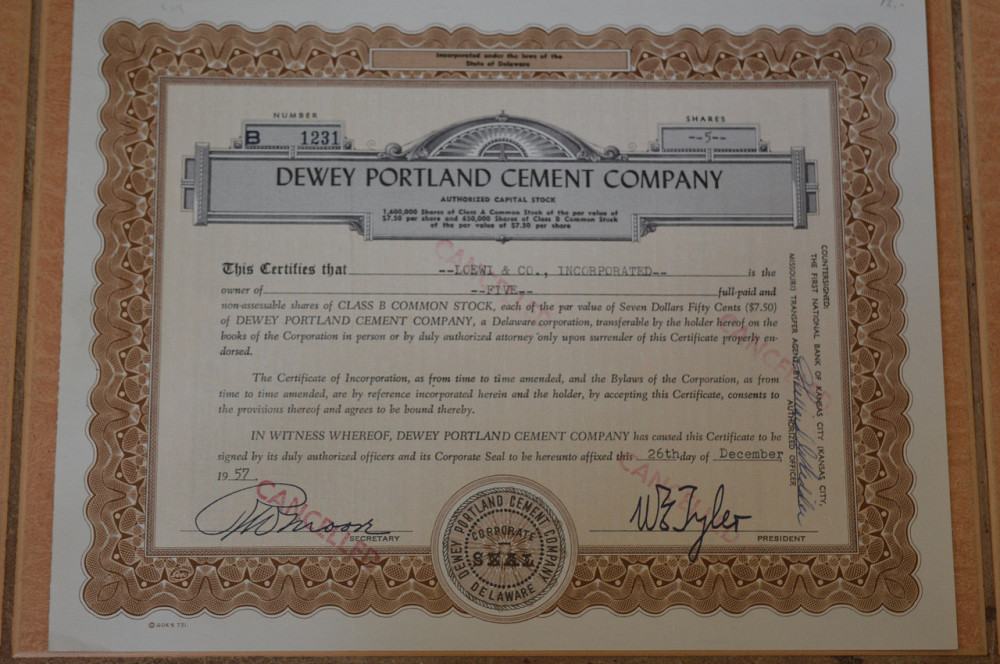 Incorporated under the laws of the
State of Delaware
NUMBER
B 1231
SHARES
--5--
DEWEY PORTLAND CEMENT COMPANY
AUTHORIZED CAPITAL STOCK
1,600,000 Shares of Class A Common Stock of the par value of
$7.50 per share and 450,000 Shares of Class B Common Stock
of the par value of $7.50 per share
This Certifies that --LOEWI & CO., INCORPORATED-- is the
owner of --FIVE-- full-paid and
non-assessable shares of CLASS B COMMON STOCK, each of the par value of Seven Dollars Fifty Cents ($7.50)
of DEWEY PORTLAND CEMENT COMPANY, a Delaware corporation, transferable by the holder hereof on the
books of the Corporation in person or by duly authorized attorney only upon surrender of this Certificate properly en-
dorsed.
The Certificate of Incorporation, as from time to time amended, and the Bylaws of the Corporation, as from
time to time amended, are by reference incorporated herein and the holder, by accepting this Certificate, consents to
the provisions thereof and agrees to be bound thereby.
IN WITNESS WHEREOF, DEWEY PORTLAND CEMENT COMPANY has caused this Certificate to be
signed by its duly authorized officers and its Corporate Seal to be hereunto affixed this 26th day of December
19 57.
SECRETARY
WE Tyler
PRESIDENT
DEWEY PORTLAND CEMENT COMPANY
DELAWARE
CORPORATE
SEAL
COUNTERSIGNED:
THE FIRST NATIONAL BANK OF KANSAS CITY (KANSAS CITY,
MISSOURI) TRANSFER AGENT
AUTHORIZED OFFICER
CANCELLED
CANCELLED
CANCELLED
CANCELLED